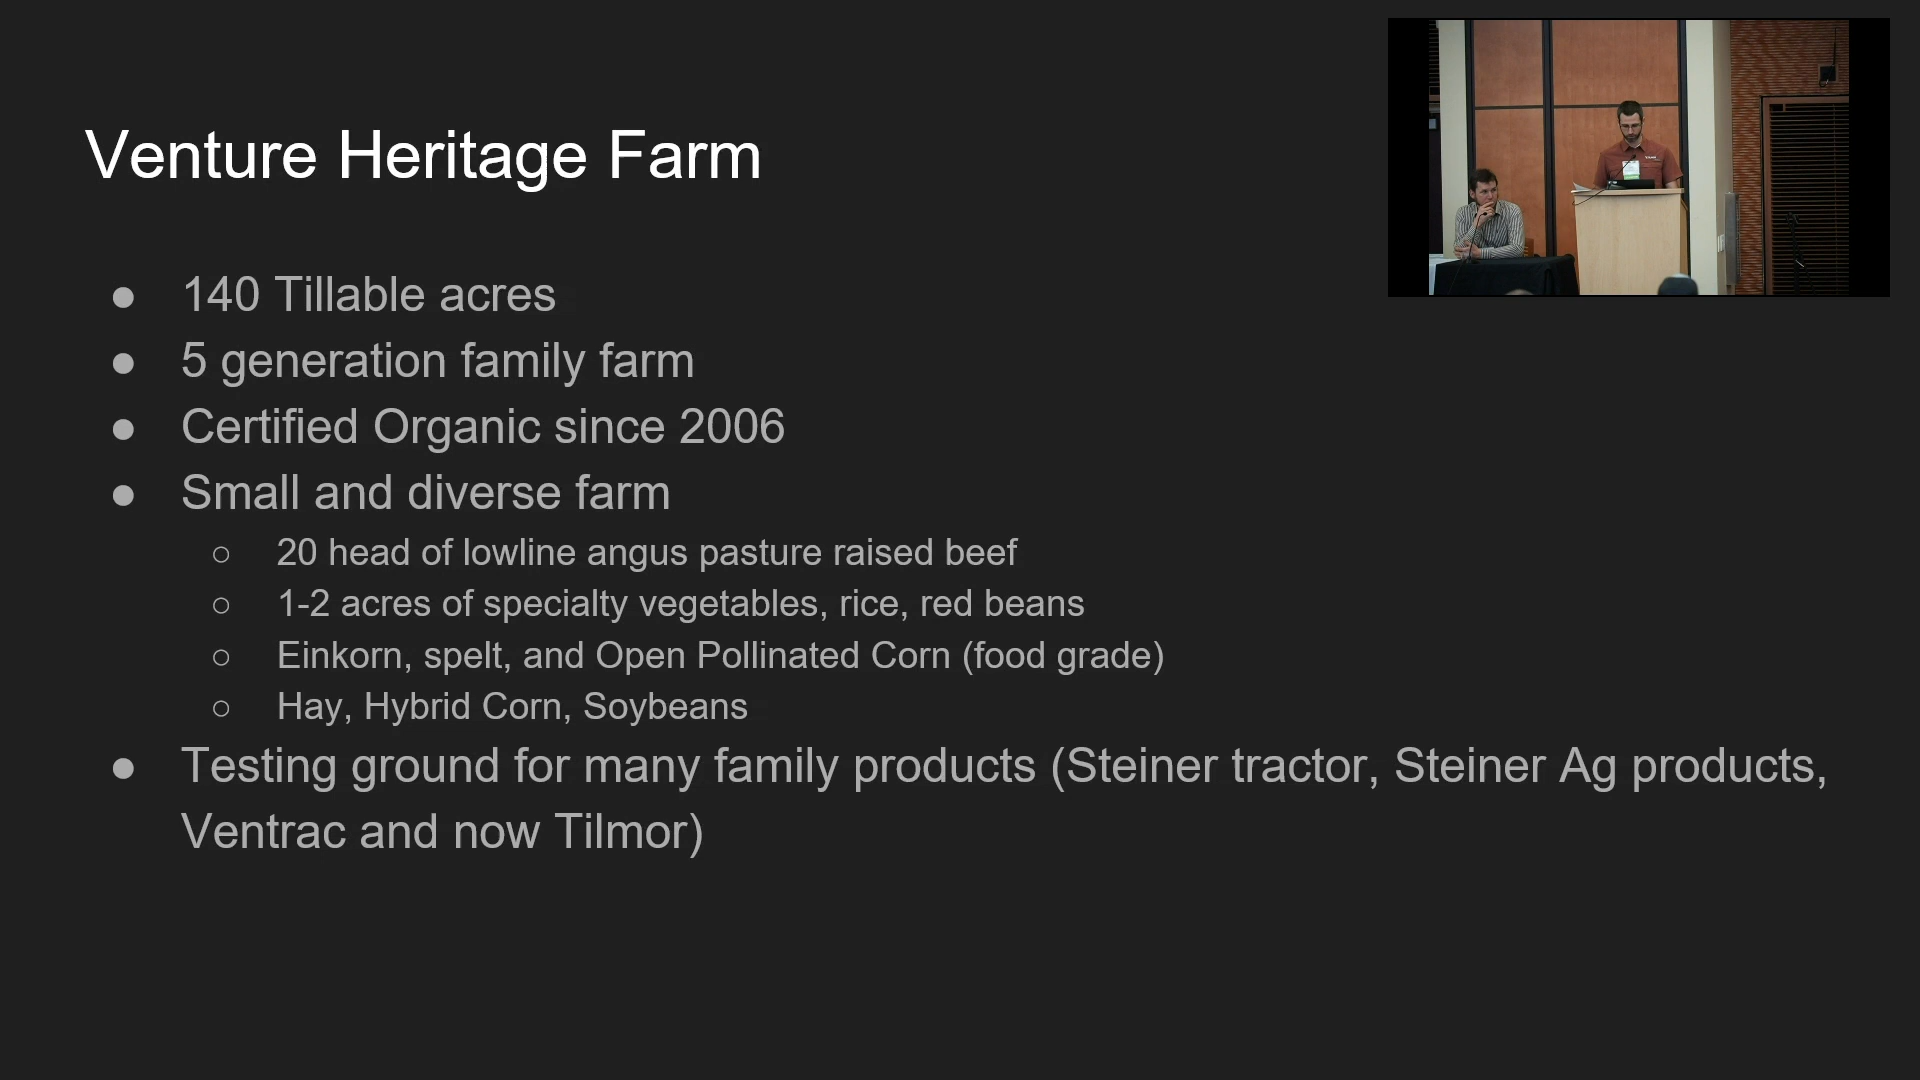 Venture Heritage Farm
● 140 Tillable acres
● 5 generation family farm
● Certified Organic since 2006
● Small and diverse farm
○ 20 head of lowline angus pasture raised beef
○ 1-2 acres of specialty vegetables, rice, red beans
○ Einkorn, spelt, and Open Pollinated Corn (food grade)
○ Hay, Hybrid Corn, Soybeans
● Testing ground for many family products (Steiner tractor, Steiner Ag products,
Ventrac and now Tilmor)